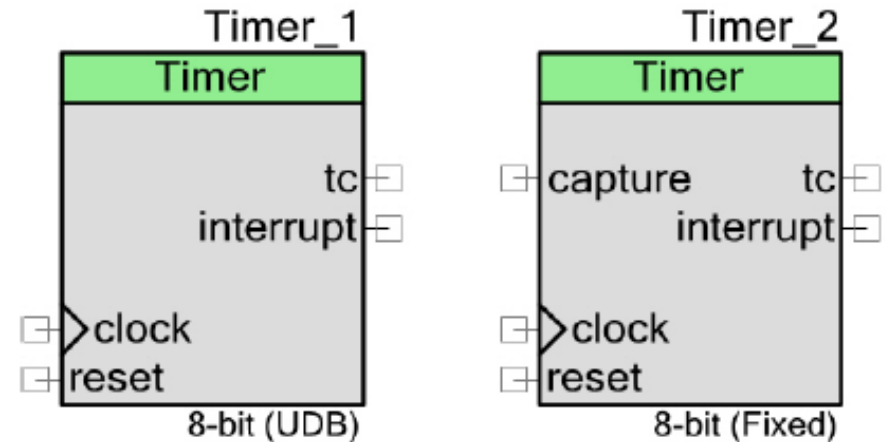 Timer_1
Timer
tc
interrupt
clock
reset
8-bit (UDB)
Timer_2
Timer
capture tc
interrupt
clock
reset
8-bit (Fixed)